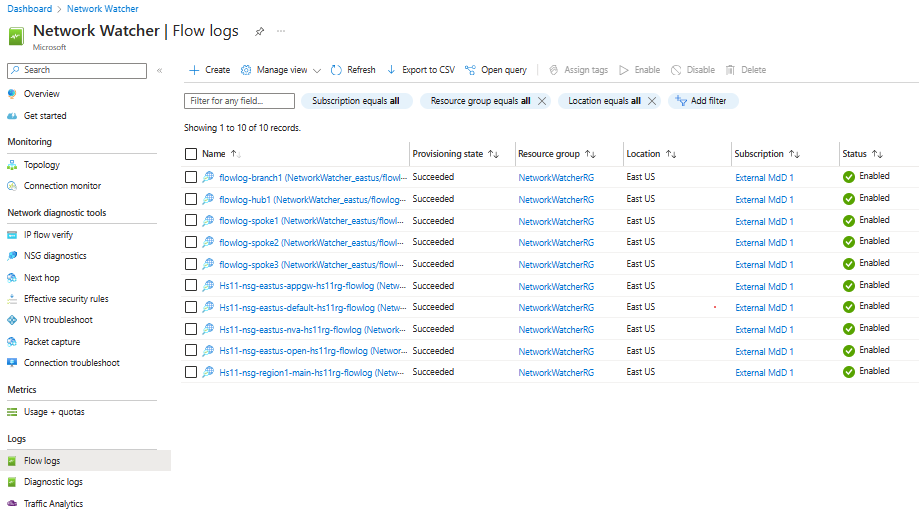 Dashboard > Network Watcher
Network Watcher | Flow logs ···
Microsoft
Search «
Overview
Get started
Monitoring
Topology
Connection monitor
Network diagnostic tools
IP flow verify
NSG diagnostics
Next hop
Effective security rules
VPN troubleshoot
Packet capture
Connection troubleshoot
Metrics
Usage + quotas
Logs
Flow logs
Diagnostic logs
Traffic Analytics
+ Create Manage view Refresh Export to CSV Open query Assign tags Enable Disable Delete
Filter for any field... Subscription equals all Resource group equals all Location equals all Add filter
Showing 1 to 10 of 10 records.
Name ↑↓ Provisioning state ↑↓ Resource group ↑↓ Location ↑↓ Subscription ↑↓ Status ↑↓
flowlog-branch1 (NetworkWatcher_eastus/flowl··· Succeeded NetworkWatcherRG East US External MdD 1 Enabled
flowlog-hub1 (NetworkWatcher_eastus/flowlog··· Succeeded NetworkWatcherRG East US External MdD 1 Enabled
flowlog-spoke1 (NetworkWatcher_eastus/flowl··· Succeeded NetworkWatcherRG East US External MdD 1 Enabled
flowlog-spoke2 (NetworkWatcher_eastus/flowl··· Succeeded NetworkWatcherRG East US External MdD 1 Enabled
flowlog-spoke3 (NetworkWatcher_eastus/flowl··· Succeeded NetworkWatcherRG East US External MdD 1 Enabled
Hs11-nsg-eastus-appgw-hs11rg-flowlog (Netw··· Succeeded NetworkWatcherRG East US External MdD 1 Enabled
Hs11-nsg-eastus-default-hs11rg-flowlog (Netw··· Succeeded NetworkWatcherRG East US External MdD 1 Enabled
Hs11-nsg-eastus-nva-hs11rg-flowlog (Network··· Succeeded NetworkWatcherRG East US External MdD 1 Enabled
Hs11-nsg-eastus-open-hs11rg-flowlog (Networ··· Succeeded NetworkWatcherRG East US External MdD 1 Enabled
Hs11-nsg-region1-main-hs11rg-flowlog (Netw··· Succeeded NetworkWatcherRG East US External MdD 1 Enabled